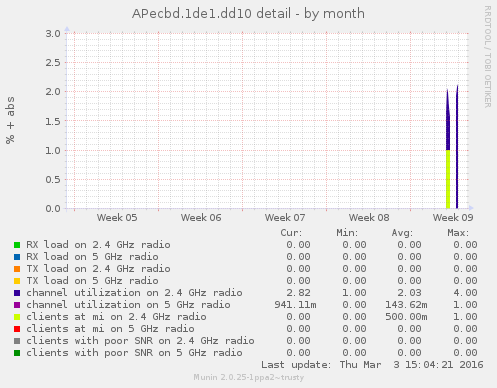 APecbd.1de1.dd10 detail - by month
RRDTOOL / TOBI OETIKER
% + abs
3.0
2.5
2.0
1.5
1.0
0.5
0.0
Week 05 Week 06 Week 07 Week 08 Week 09
Cur: Min: Avg: Max:
RX load on 2.4 GHz radio 0.00 0.00 0.00 0.00
RX load on 5 GHz radio 0.00 0.00 0.00 0.00
TX load on 2.4 GHz radio 0.00 0.00 0.00 0.00
TX load on 5 GHz radio 0.00 0.00 0.00 0.00
channel utilization on 2.4 GHz radio 2.82 1.00 2.03 4.00
channel utilization on 5 GHz radio 941.11m 0.00 143.62m 1.00
clients at mi on 2.4 GHz radio 0.00 0.00 500.00m 1.00
clients at mi on 5 GHz radio 0.00 0.00 0.00 0.00
clients with poor SNR on 2.4 GHz radio 0.00 0.00 0.00 0.00
clients with poor SNR on 5 GHz radio 0.00 0.00 0.00 0.00
Last update: Thu Mar 3 15:04:21 2016
Munin 2.0.25-1ppa2~trusty